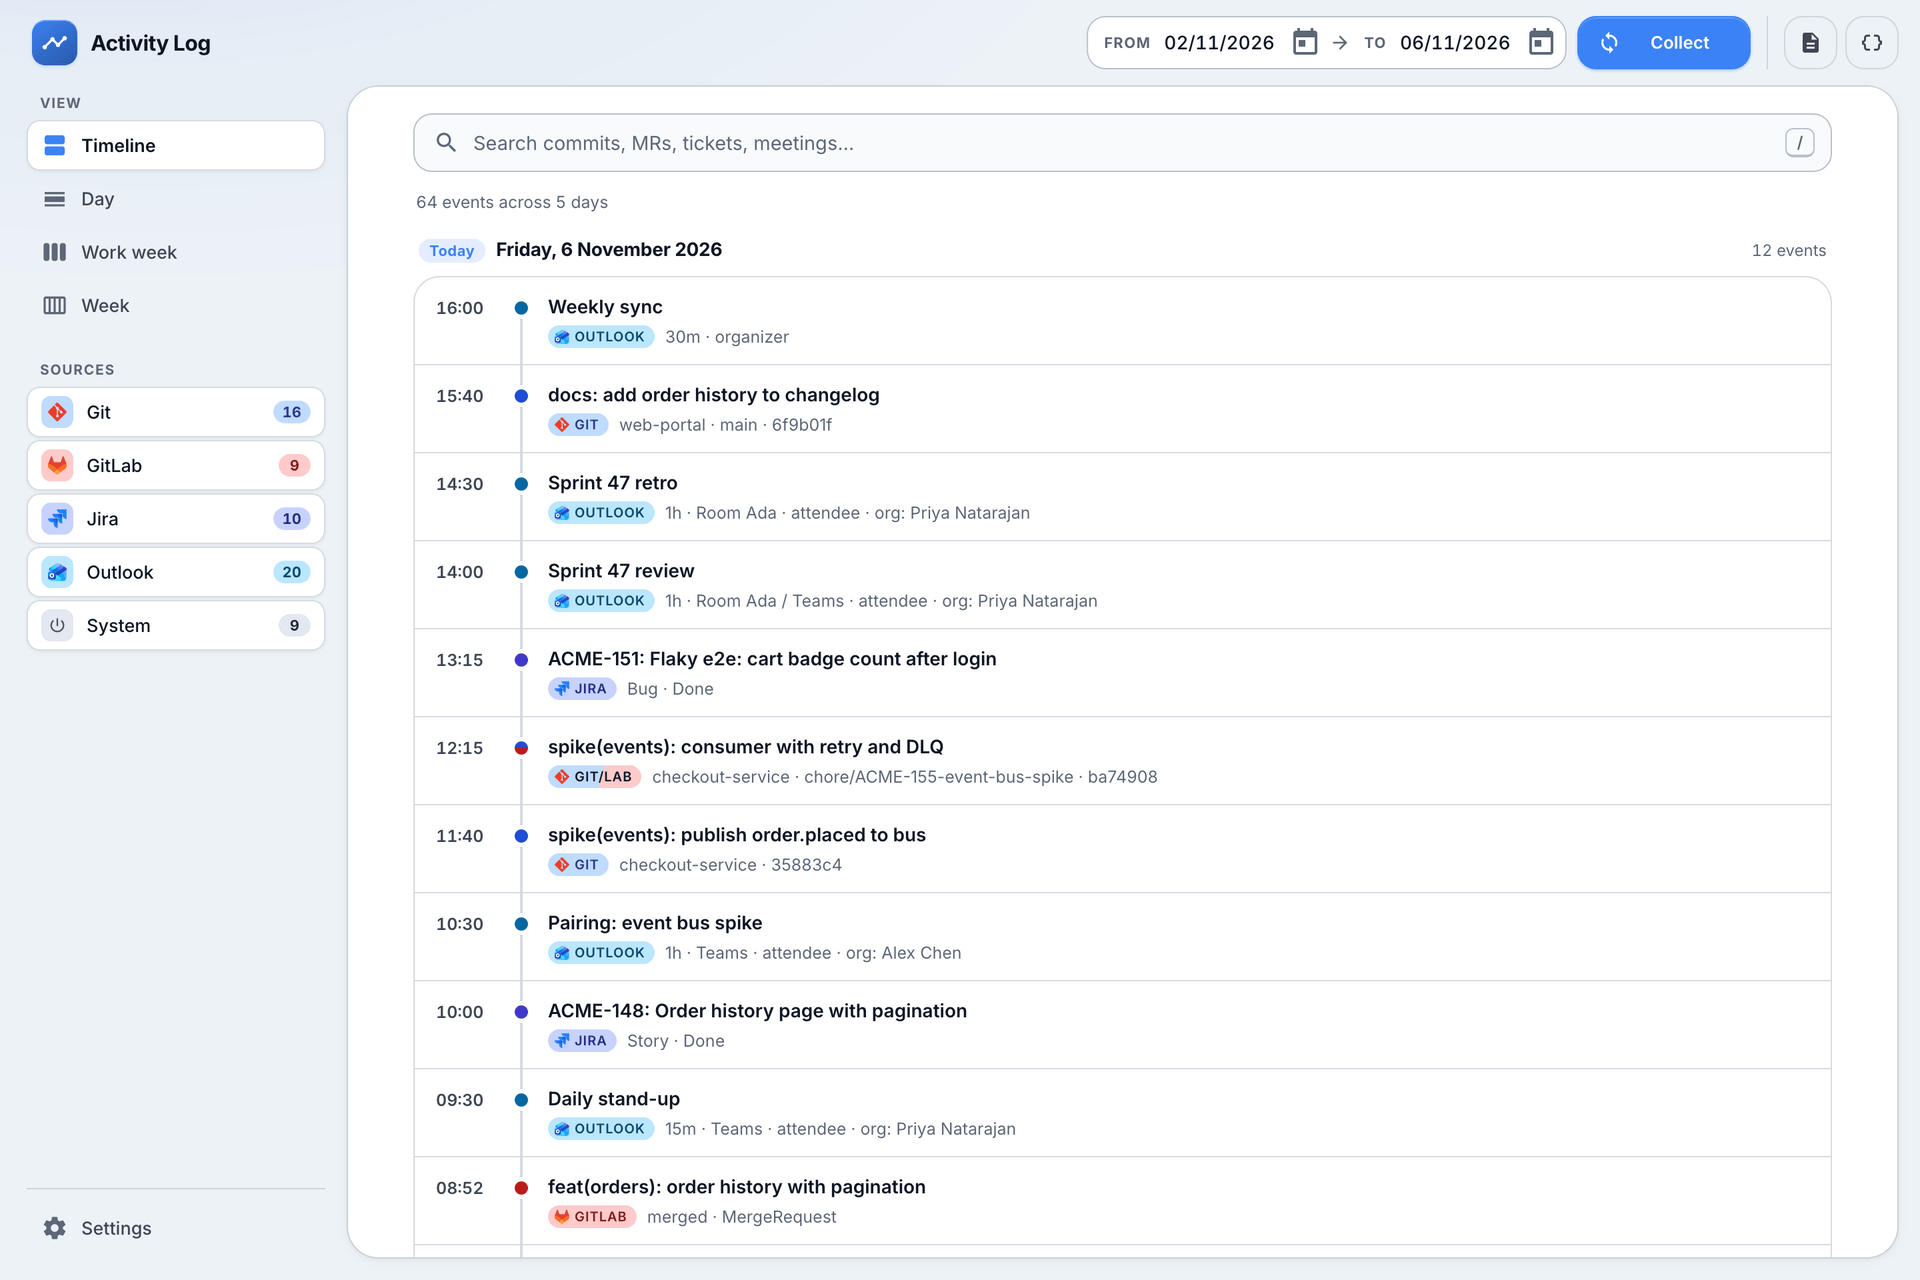 Activity Log
FROM 02/11/2026 → TO 06/11/2026
Collect
VIEW
Timeline
Day
Work week
Week
SOURCES
Git 16
GitLab 9
Jira 10
Outlook 20
System 9
Settings
Search commits, MRs, tickets, meetings...
/
64 events across 5 days
Today Friday, 6 November 2026 12 events
16:00 Weekly sync
OUTLOOK 30m · organizer
15:40 docs: add order history to changelog
GIT web-portal · main · 6f9b01f
14:30 Sprint 47 retro
OUTLOOK 1h · Room Ada · attendee · org: Priya Natarajan
14:00 Sprint 47 review
OUTLOOK 1h · Room Ada / Teams · attendee · org: Priya Natarajan
13:15 ACME-151: Flaky e2e: cart badge count after login
JIRA Bug · Done
12:15 spike(events): consumer with retry and DLQ
GIT/LAB checkout-service · chore/ACME-155-event-bus-spike · ba74908
11:40 spike(events): publish order.placed to bus
GIT checkout-service · 35883c4
10:30 Pairing: event bus spike
OUTLOOK 1h · Teams · attendee · org: Alex Chen
10:00 ACME-148: Order history page with pagination
JIRA Story · Done
09:30 Daily stand-up
OUTLOOK 15m · Teams · attendee · org: Priya Natarajan
08:52 feat(orders): order history with pagination
GITLAB merged · MergeRequest